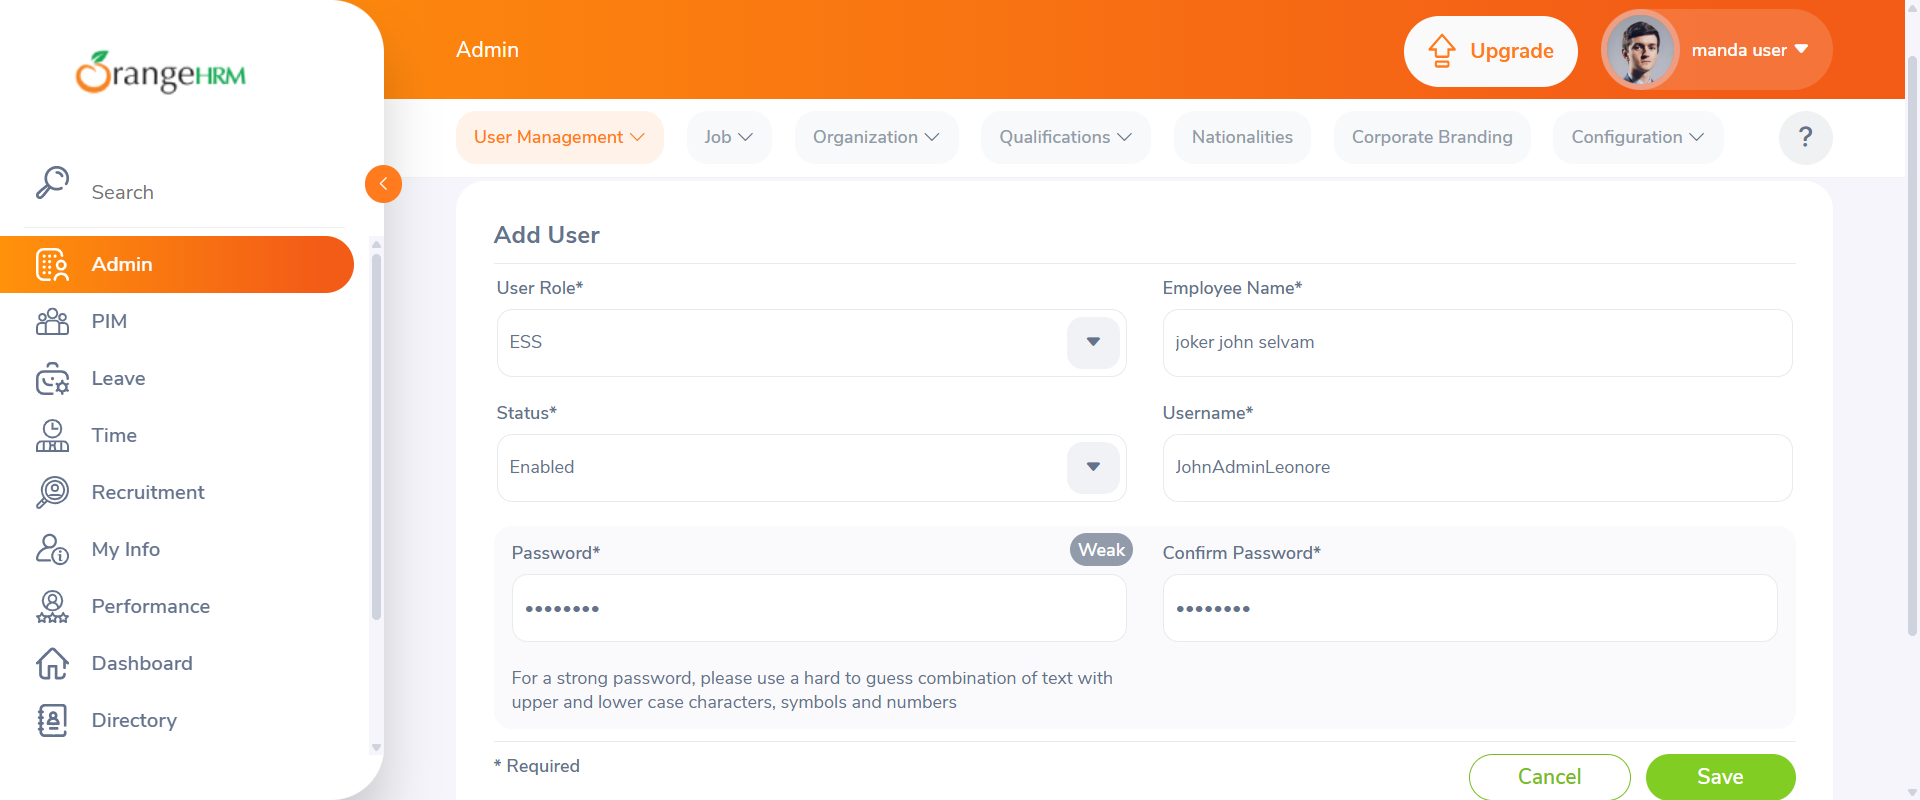 OrangeHRM
Admin
Upgrade
manda user
User Management
Job
Organization
Qualifications
Nationalities
Corporate Branding
Configuration
?
Search
Admin
PIM
Leave
Time
Recruitment
My Info
Performance
Dashboard
Directory
Add User
User Role*
Employee Name*
ESS
joker john selvam
Status*
Username*
Enabled
JohnAdminLeonore
Password*
Weak
Confirm Password*
••••••••
••••••••
For a strong password, please use a hard to guess combination of text with
upper and lower case characters, symbols and numbers
* Required
Cancel
Save